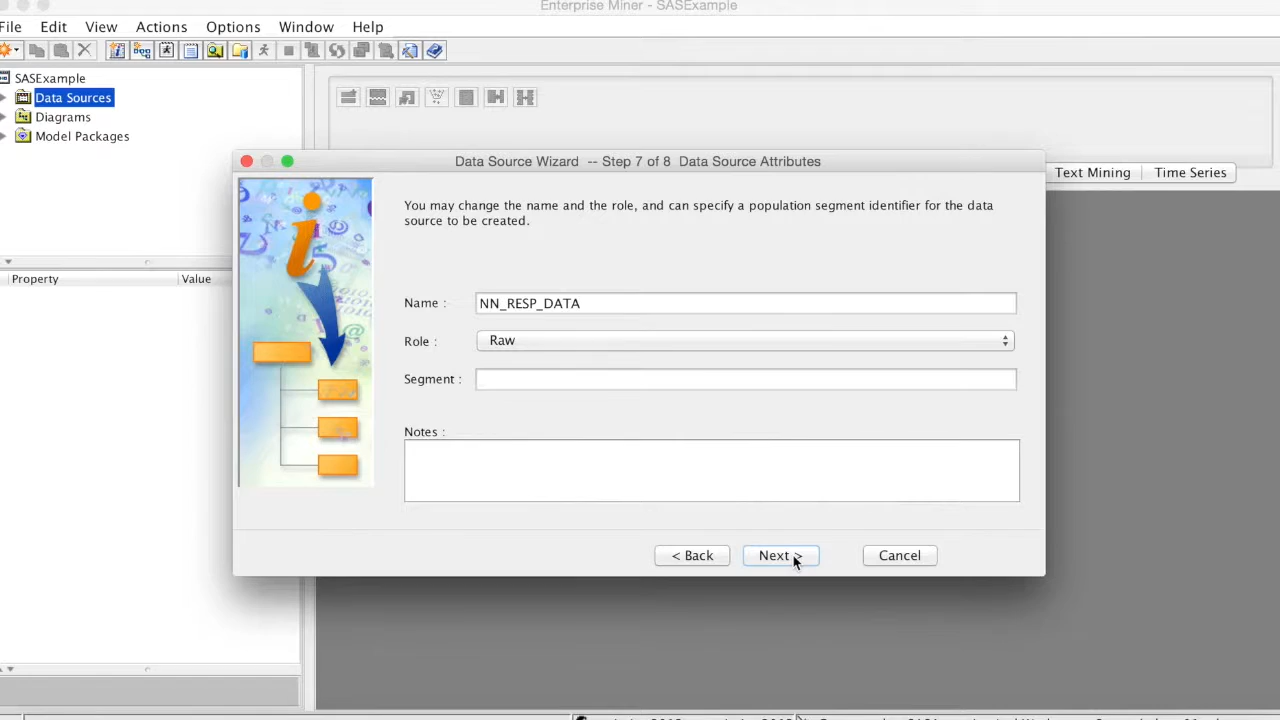 Enterprise Miner - SASExample
File Edit View Actions Options Window Help
SASExample
Data Sources
Diagrams
Model Packages
Text Mining Time Series
Property Value
Data Source Wizard -- Step 7 of 8 Data Source Attributes
You may change the name and the role, and can specify a population segment identifier for the data
source to be created.
Name : NN_RESP_DATA
Role : Raw
Segment :
Notes :
< Back Next > Cancel